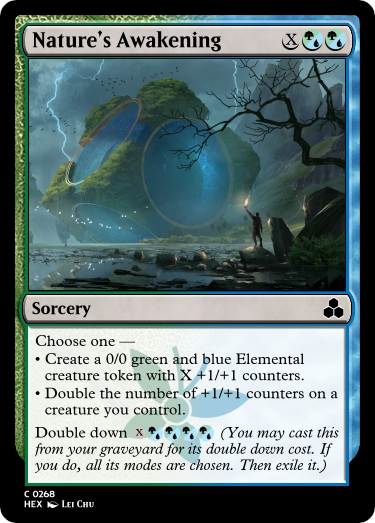 Nature's Awakening X
Sorcery
Choose one —
• Create a 0/0 green and blue Elemental
creature token with X +1/+1 counters.
• Double the number of +1/+1 counters on a
creature you control.
Double down X (You may cast this
from your graveyard for its double down cost. If
you do, all its modes are chosen. Then exile it.)
C 0268
HEX Lei Chu